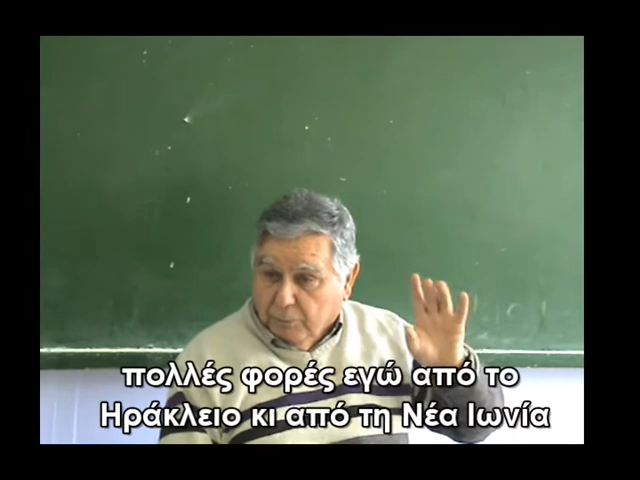 πολλές φορές εγώ από το
Ηράκλειο κι από τη Νέα Ιωνία